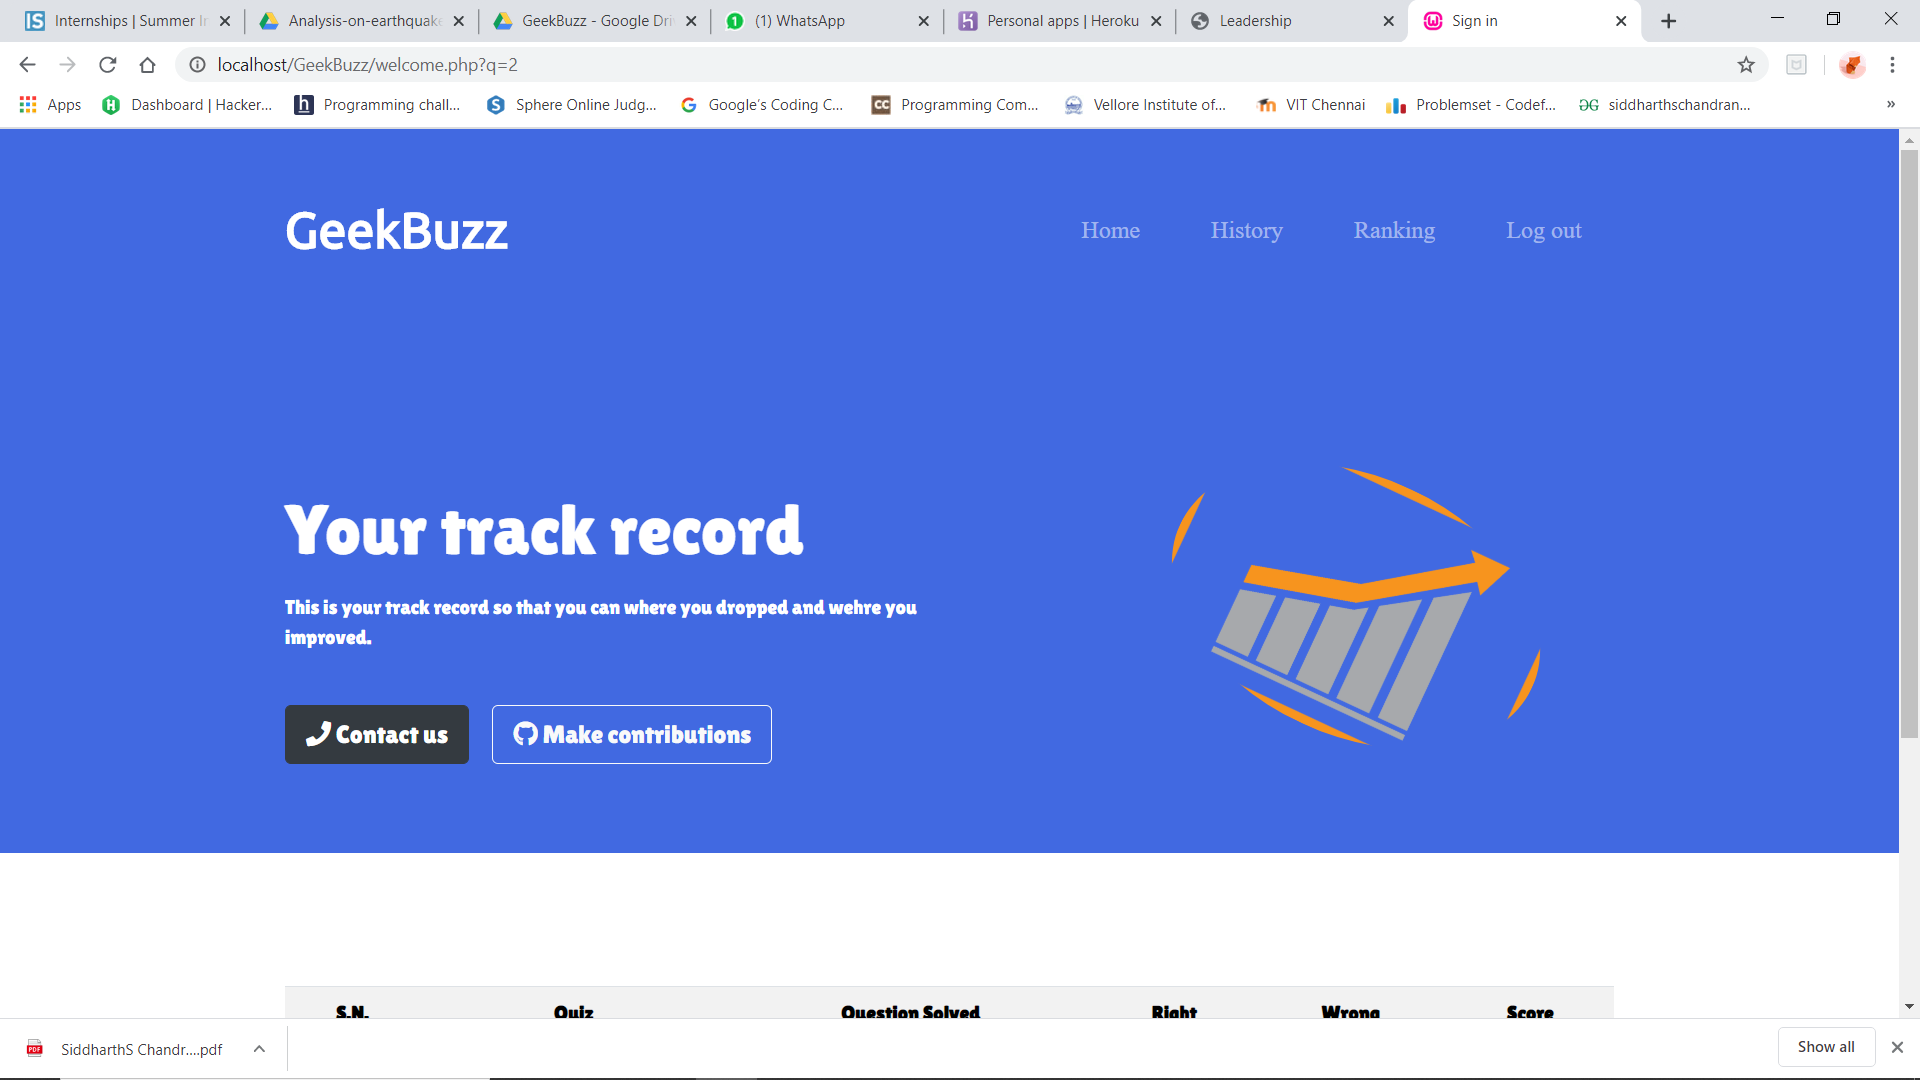 Internships | Summer In
Analysis-on-earthquake
GeekBuzz - Google Driv
(1) WhatsApp
Personal apps | Heroku
Leadership
Sign in
localhost/GeekBuzz/welcome.php?q=2
Apps
Dashboard | Hacker...
Programming chall...
Sphere Online Judg...
Google's Coding C...
Programming Com...
Vellore Institute of...
VIT Chennai
Problemset - Codef...
siddharthschandran...
GeekBuzz
Home
History
Ranking
Log out
Your track record
This is your track record so that you can where you dropped and wehre you
improved.
Contact us
Make contributions
S.N.
Quiz
Question Solved
Right
Wrong
Score
SiddharthS Chandr....pdf
Show all